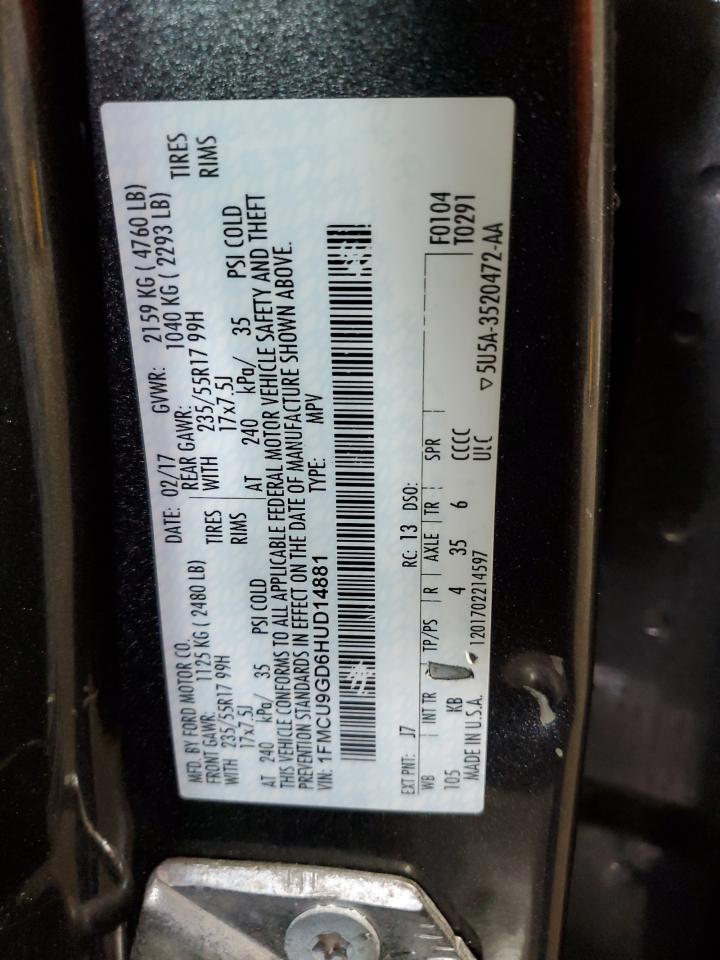 MFD. BY FORD MOTOR CO. DATE: 02/17 GVWR: 2159 KG ( 4760 LB)
FRONT GAWR: 1125 KG ( 2480 LB) REAR GAWR: 1040 KG ( 2293 LB)
WITH 235/55R17 99H TIRES WITH 235/55R17 99H TIRES
17x7.5J RIMS 17x7.5J RIMS
AT 240 kPa/ 35 PSI COLD AT 240 kPa/ 35 PSI COLD
THIS VEHICLE CONFORMS TO ALL APPLICABLE FEDERAL MOTOR VEHICLE SAFETY AND THEFT
PREVENTION STANDARDS IN EFFECT ON THE DATE OF MANUFACTURE SHOWN ABOVE.
VIN: 1FMCU9GD6HUD14881 TYPE: MPV
EXT PNT: J7 RC: 13 DSO: F0104
WB INT TR TP/PS R AXLE TR SPR T0291
105 KB 4 35 6 CCCC
MADE IN U.S.A. 1201702214597 ULC ▽5U5A-3520472-AA